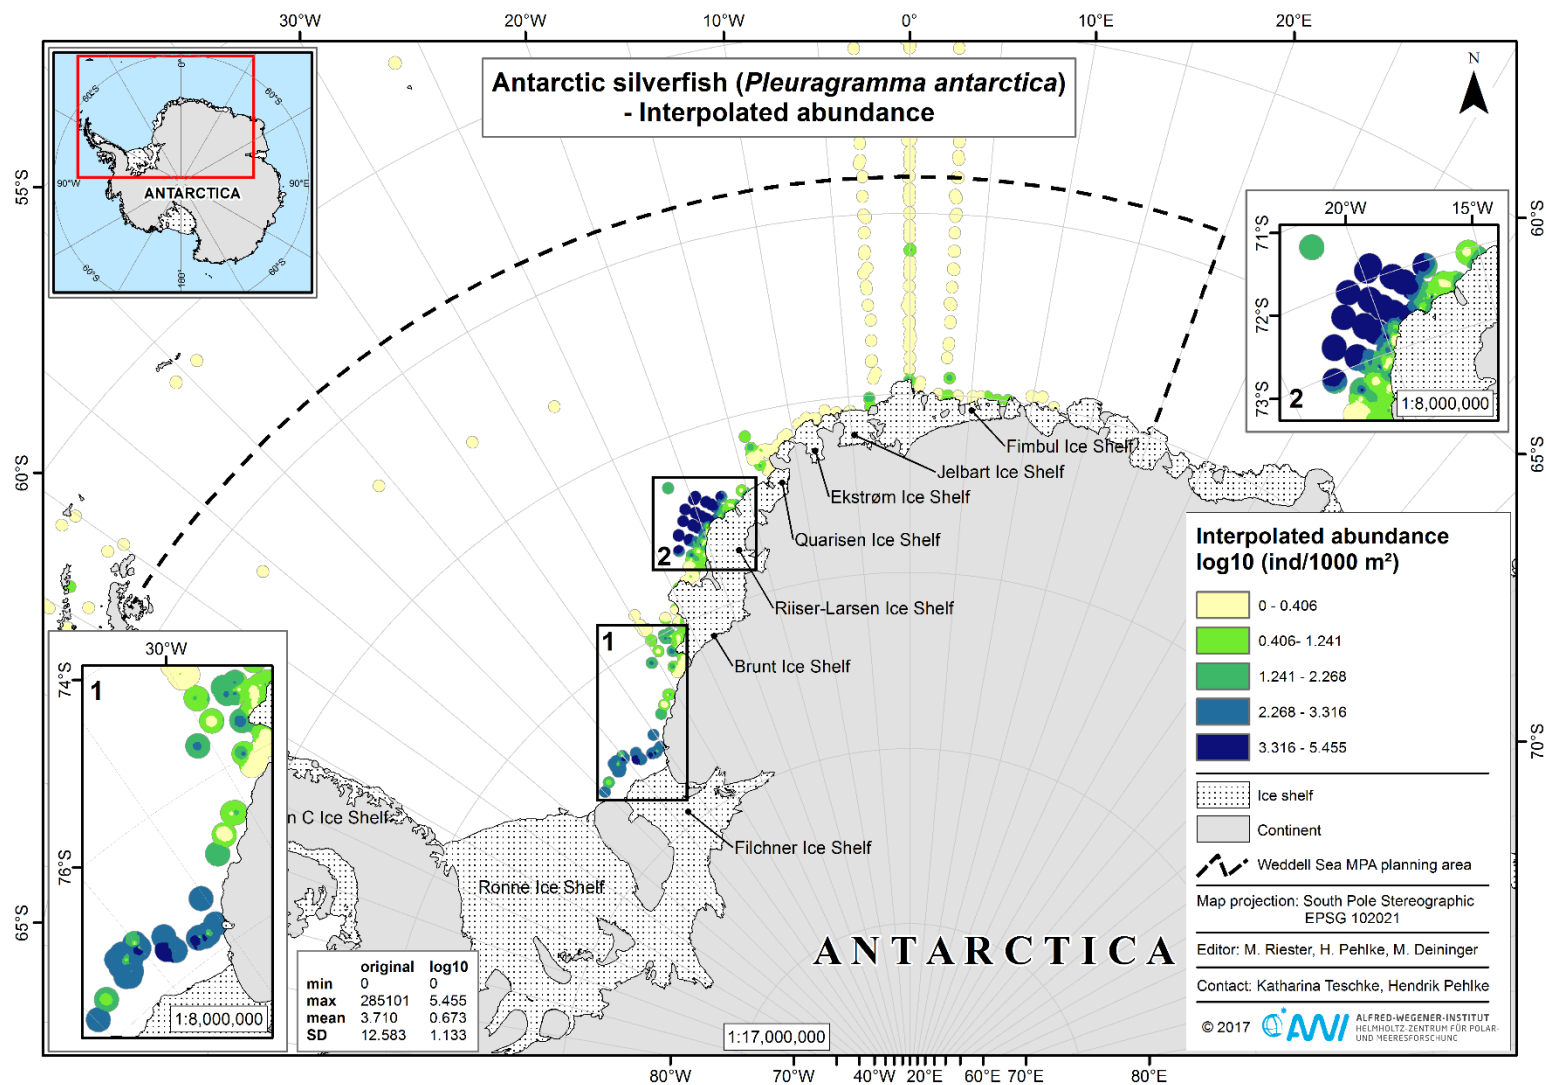 30°W
20°W
10°W
0°
10°E
20°E
Antarctic silverfish (Pleuragramma antarctica)
- Interpolated abundance
N
0°
60°S
60°S
90°W
90°E
ANTARCTICA
60°S
60°S
180°
55°S
60°S
65°S
60°S
65°S
70°S
20°W
15°W
71°S
72°S
73°S
2
1:8,000,000
Fimbul Ice Shelf
Jelbart Ice Shelf
Ekstrøm Ice Shelf
Quarisen Ice Shelf
2
Riiser-Larsen Ice Shelf
1
Brunt Ice Shelf
Filchner Ice Shelf
Ronne Ice Shelf
n C Ice Shelf
ANTARCTICA
30°W
74°S
1
76°S
1:8,000,000
original log10
min 0 0
max 285101 5.455
mean 3.710 0.673
SD 12.583 1.133
1:17,000,000
Interpolated abundance
log10 (ind/1000 m²)
0 - 0.406
0.406- 1.241
1.241 - 2.268
2.268 - 3.316
3.316 - 5.455
Ice shelf
Continent
Weddell Sea MPA planning area
Map projection: South Pole Stereographic
EPSG 102021
Editor: M. Riester, H. Pehlke, M. Deininger
Contact: Katharina Teschke, Hendrik Pehlke
© 2017
AWI
ALFRED-WEGENER-INSTITUT
HELMHOLTZ-ZENTRUM FÜR POLAR-
UND MEERESFORSCHUNG
80°W
70°W
40°W
20°E
60°E
70°E
80°E